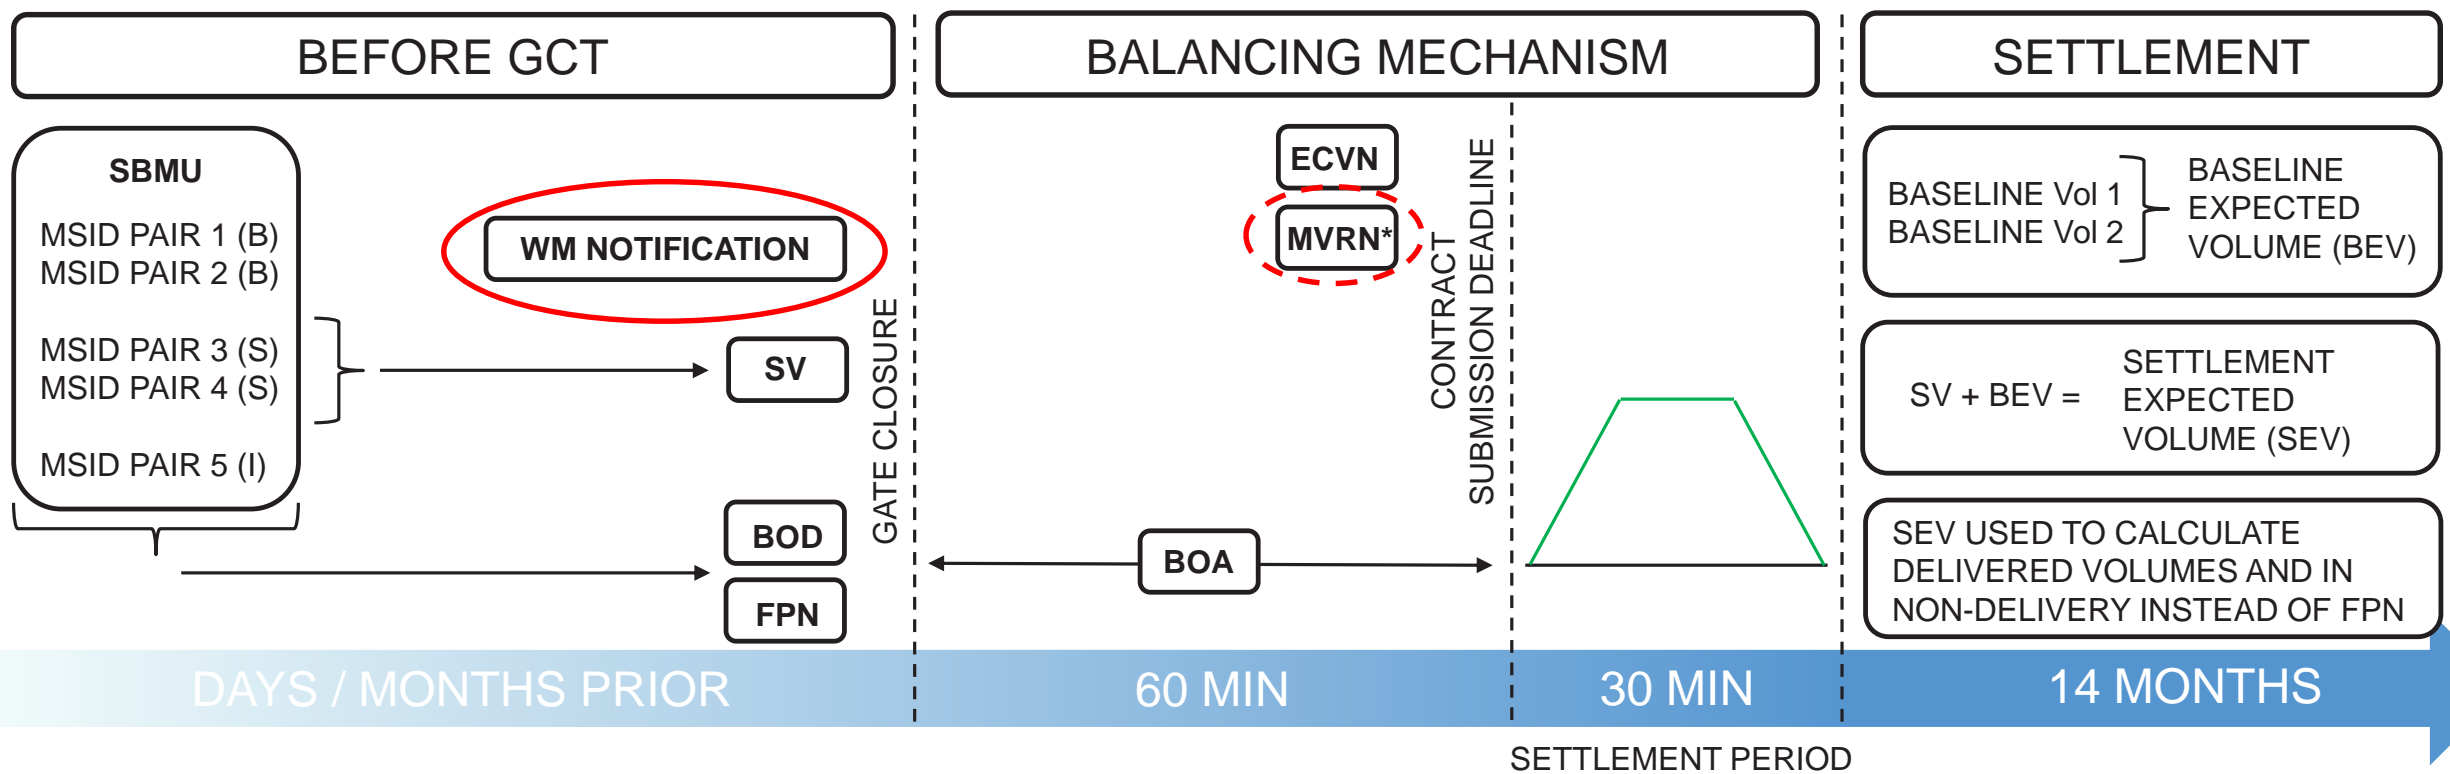 BEFORE GCT
BALANCING MECHANISM
SETTLEMENT
SBMU
MSID PAIR 1 (B)
MSID PAIR 2 (B)
MSID PAIR 3 (S)
MSID PAIR 4 (S)
MSID PAIR 5 (I)
WM NOTIFICATION
SV
BOD
FPN
GATE CLOSURE
ECVN
MVRN*
BOA
CONTRACT
SUBMISSION DEADLINE
BASELINE Vol 1
BASELINE Vol 2
BASELINE
EXPECTED
VOLUME (BEV)
SV + BEV =
SETTLEMENT
EXPECTED
VOLUME (SEV)
SEV USED TO CALCULATE
DELIVERED VOLUMES AND IN
NON-DELIVERY INSTEAD OF FPN
DAYS / MONTHS PRIOR
60 MIN
30 MIN
14 MONTHS
SETTLEMENT PERIOD